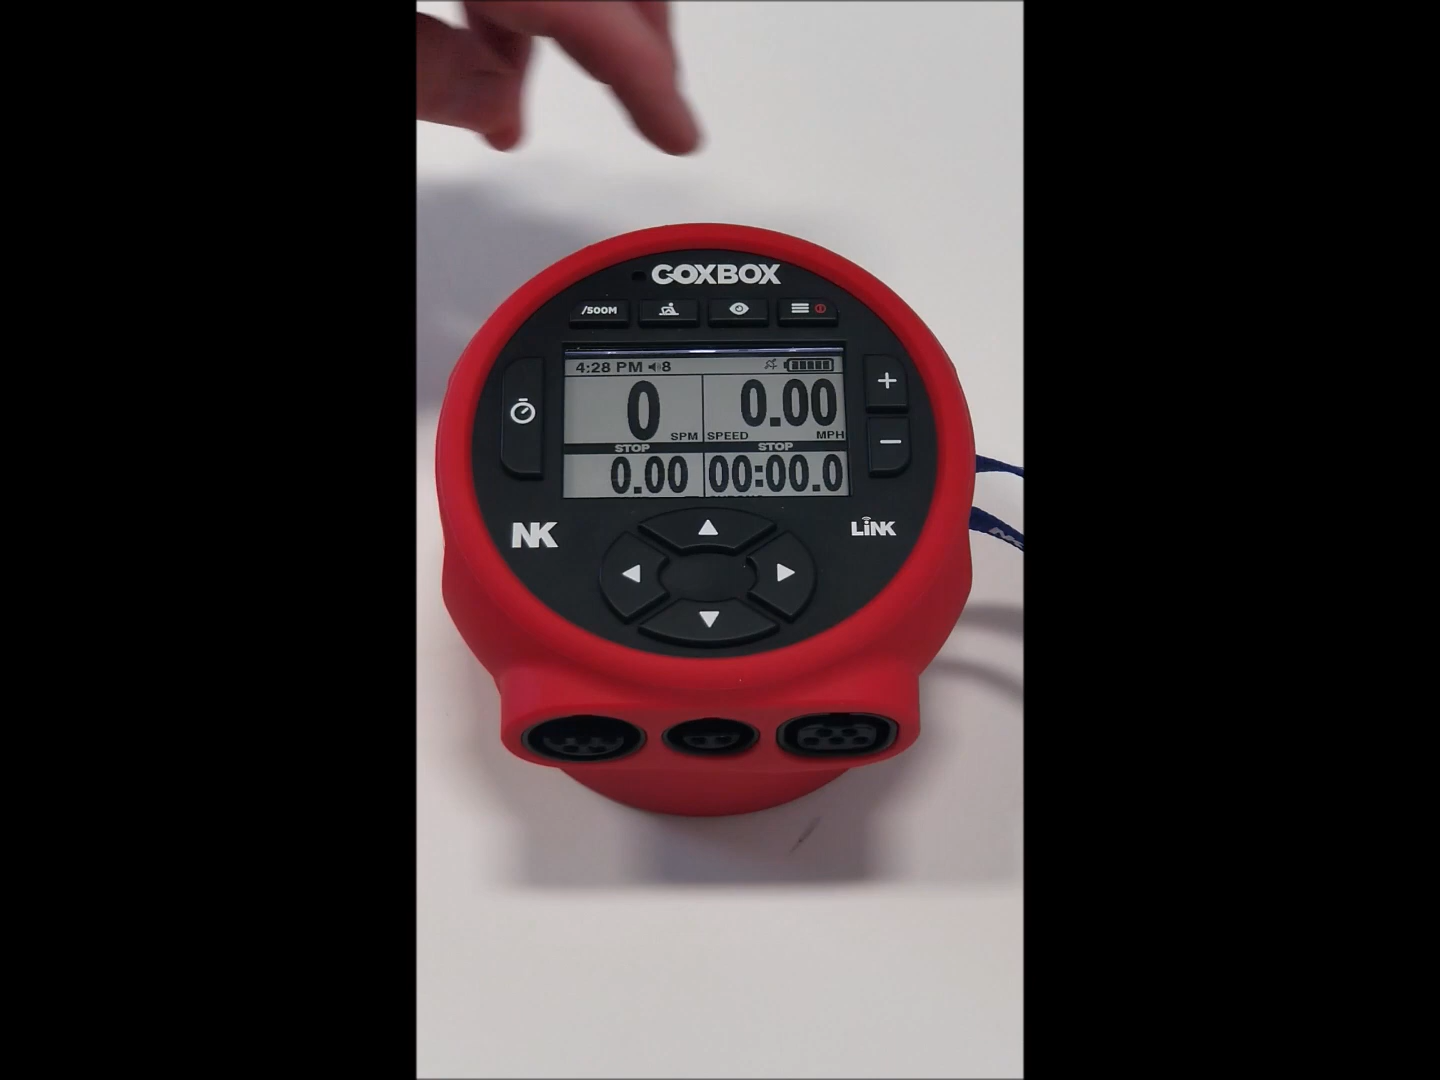 COXBOX
/500M
4:28 PM 8
0 SPM
0.00
SPEED MPH
STOP STOP
0.00 00:00.0
NK
LiNK